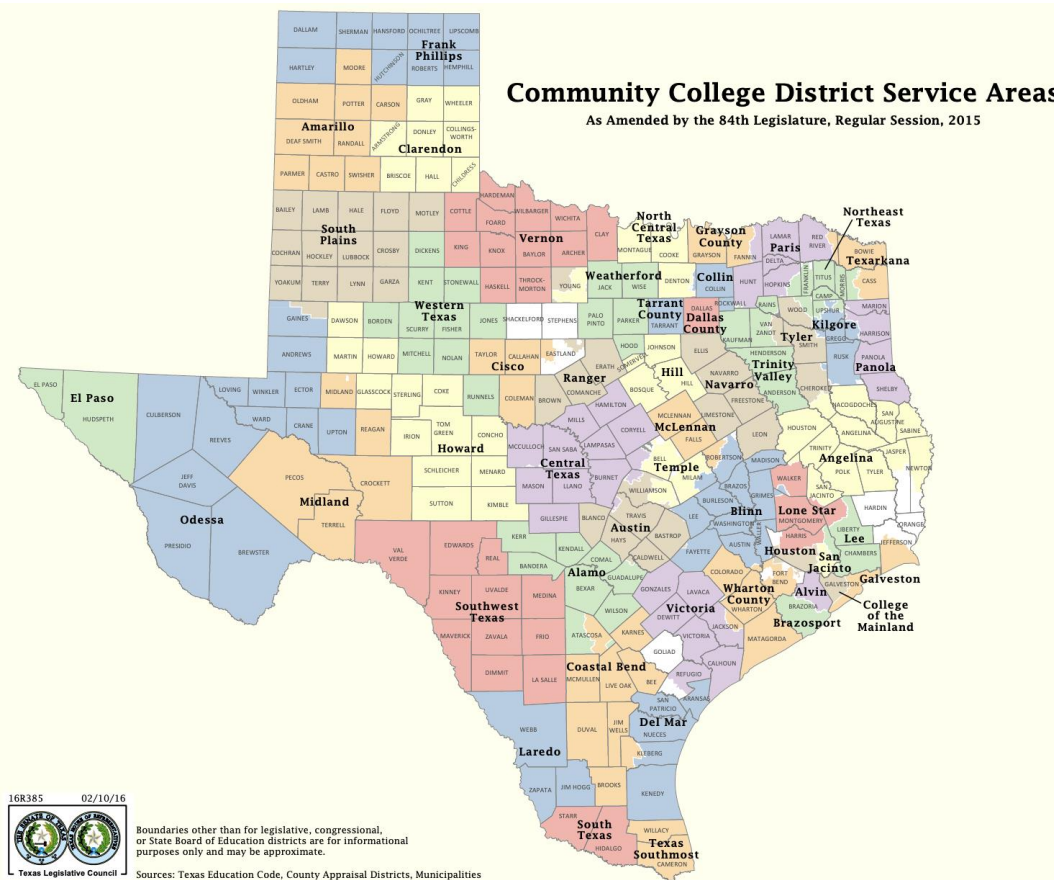 Community College District Service Areas
As Amended by the 84th Legislature, Regular Session, 2015
DALLAM SHERMAN HANSFORD OCHILTREE LIPSCOMB
Frank
Phillips
HARTLEY MOORE HUTCHINSON ROBERTS HEMPHILL
OLDHAM POTTER CARSON GRAY WHEELER
Amarillo
DEAF SMITH RANDALL ARMSTRONG DONLEY COLLINGS-
WORTH
Clarendon
PARMER CASTRO SWISHER BRISCOE HALL CHILDRESS
HARDEMAN
BAILEY LAMB HALE FLOYD MOTLEY COTTLE FOARD WILBARGER WICHITA CLAY
South
Plains
Vernon
COCHRAN HOCKLEY LUBBOCK CROSBY DICKENS KING KNOX BAYLOR ARCHER
North
Central
Texas
MONTAGUE COOKE
Grayson
County
GRAYSON FANNIN
LAMAR RED
RIVER
Paris
DELTA
Northeast
Texas
BOWIE
Texarkana
CASS
YOAKUM TERRY LYNN GARZA KENT STONEWALL HASKELL THROCK-
MORTON YOUNG
Weatherford
JACK WISE DENTON
Collin
COLLIN HUNT HOPKINS FRANKLIN TITUS MORRIS
CAMP
Western
Texas
GAINES DAWSON BORDEN SCURRY FISHER JONES SHACKELFORD STEPHENS PALO
PINTO PARKER
Tarrant
County
TARRANT
DALLAS
Dallas
County
ROCKWALL RAINS WOOD UPSHUR MARION
Kilgore
GREGG HARRISON
KAUFMAN VAN
ZANDT
Tyler
SMITH RUSK PANOLA
Panola
ANDREWS MARTIN HOWARD MITCHELL NOLAN TAYLOR CALLAHAN EASTLAND
Cisco
HOOD SOMERVELL JOHNSON ELLIS
Ranger
ERATH
COMANCHE
Hill
HILL BOSQUE
NAVARRO
Navarro
FREESTONE
HENDERSON
Trinity
Valley
ANDERSON CHEROKEE SHELBY
EL PASO
El Paso
HUDSPETH CULBERSON
LOVING WINKLER ECTOR MIDLAND GLASSCOCK STERLING COKE RUNNELS COLEMAN BROWN
REEVES WARD CRANE UPTON REAGAN IRION TOM
GREEN CONCHO
Howard
MCCULLOCH MILLS HAMILTON CORYELL
SAN SABA LAMPASAS
MCLENNAN
McLennan
FALLS LIMESTONE LEON HOUSTON
NACOGDOCHES SAN
AUGUSTINE SABINE
ANGELINA
Angelina
TRINITY POLK TYLER JASPER NEWTON
JEFF
DAVIS
PECOS CROCKETT SCHLEICHER MENARD
Central
Texas
MASON LLANO BURNET
BELL
Temple
MILAM ROBERTSON MADISON WALKER SAN
JACINTO
Midland
TERRELL SUTTON KIMBLE
Odessa
PRESIDIO BREWSTER
GILLESPIE BLANCO WILLIAMSON TRAVIS
Austin
HAYS BASTROP CALDWELL
LEE BURLESON BRAZOS GRIMES
Blinn
WASHINGTON AUSTIN WALLER FAYETTE
Lone Star
MONTGOMERY
HARRIS
HARDIN LIBERTY
Lee
CHAMBERS ORANGE JEFFERSON
Houston
San
Jacinto
VAL
VERDE EDWARDS REAL KERR BANDERA KENDALL COMAL
Alamo
BEXAR GUADALUPE WILSON
KINNEY UVALDE MEDINA
Southwest
Texas
MAVERICK ZAVALA FRIO
DIMMIT LA SALLE
ATASCOSA KARNES
GONZALES LAVACA
DEWITT
Victoria
VICTORIA JACKSON
GOLIAD CALHOUN REFUGIO
COLORADO
Wharton
County
WHARTON MATAGORDA
FORT
BEND
Alvin
BRAZORIA
Brazosport
GALVESTON
Galveston
College
of the
Mainland
Coastal Bend
MCMULLEN LIVE OAK BEE
SAN
PATRICIO ARANSAS
Del Mar
NUECES
KLEBERG
WEBB
Laredo
DUVAL JIM
WELLS
ZAPATA JIM HOGG BROOKS KENEDY
STARR
South
Texas
HIDALGO
WILLACY
Texas
Southmost
CAMERON
16R385 02/10/16
THE SENATE OF TEXAS
TEXAS HOUSE OF REPRESENTATIVES
Texas Legislative Council
Boundaries other than for legislative, congressional,
or State Board of Education districts are for informational
purposes only and may be approximate.
Sources: Texas Education Code, County Appraisal Districts, Municipalities